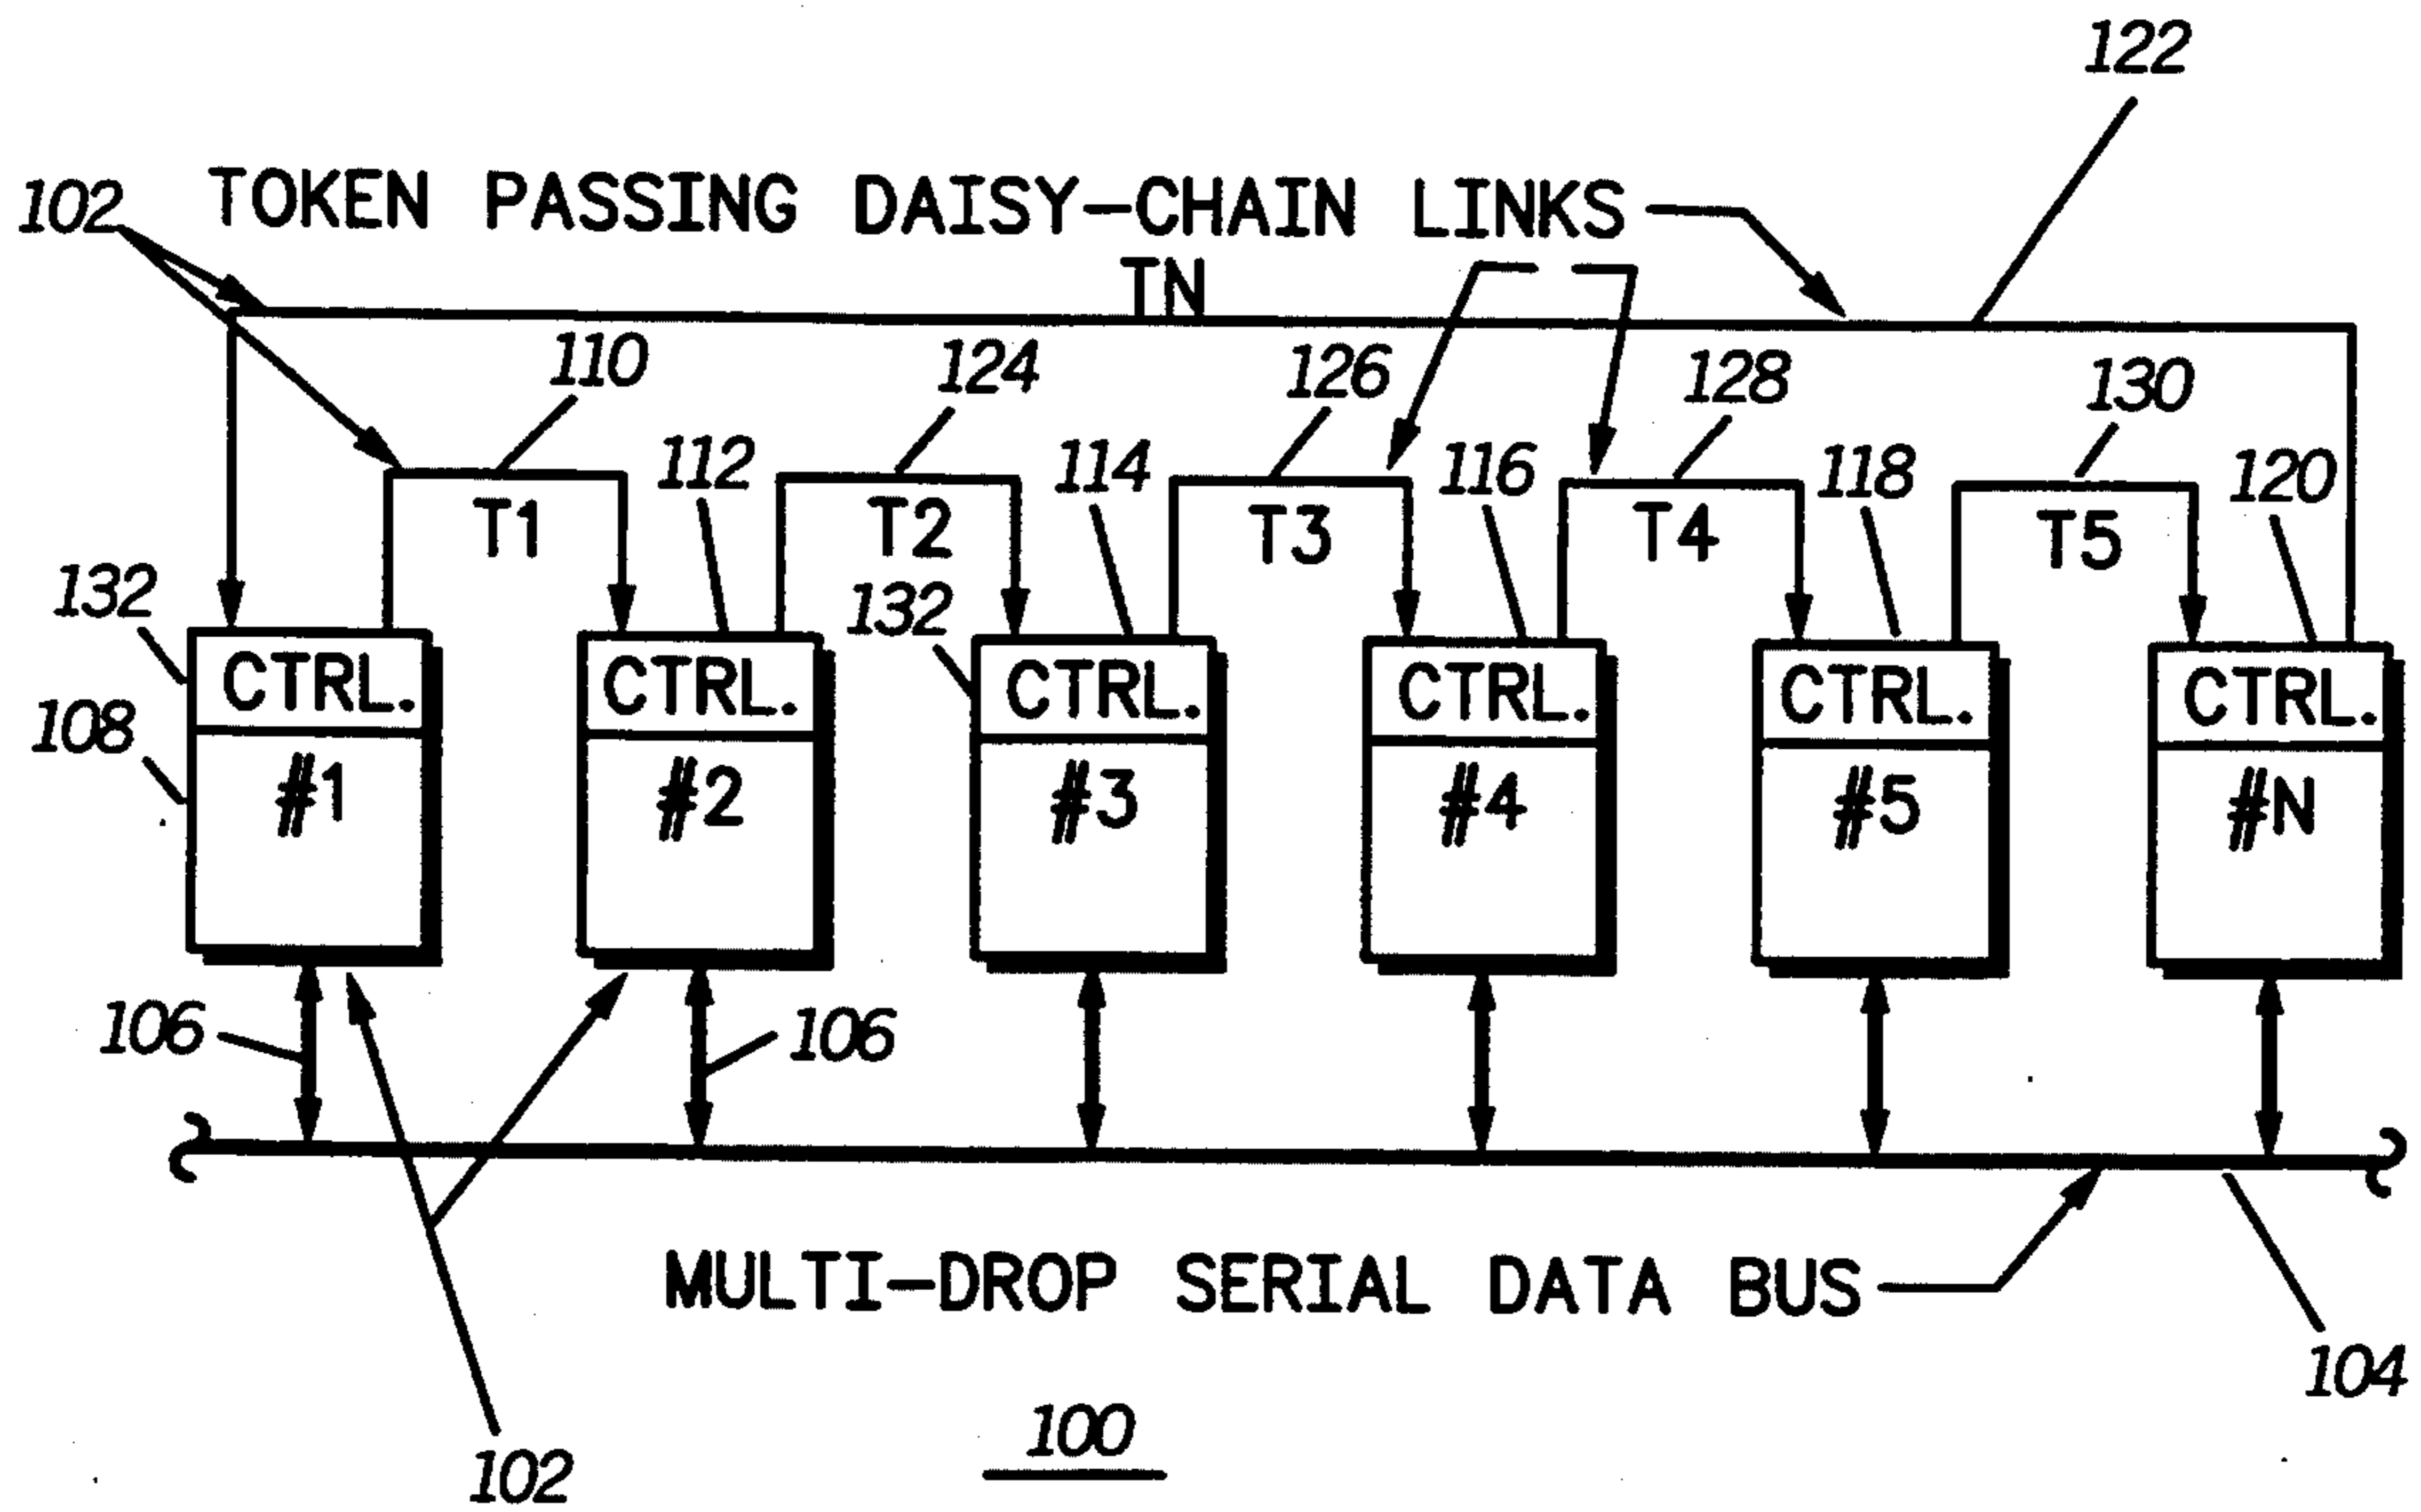 122
102 TOKEN PASSING DAISY-CHAIN LINKS
TN
110 124 126 128 130
112 114 116 118 120
T1 T2 T3 T4 T5
132 132
CTRL. CTRL. CTRL. CTRL. CTRL. CTRL.
108
#1 #2 #3 #4 #5 #N
106 106
MULTI-DROP SERIAL DATA BUS
104
100
102